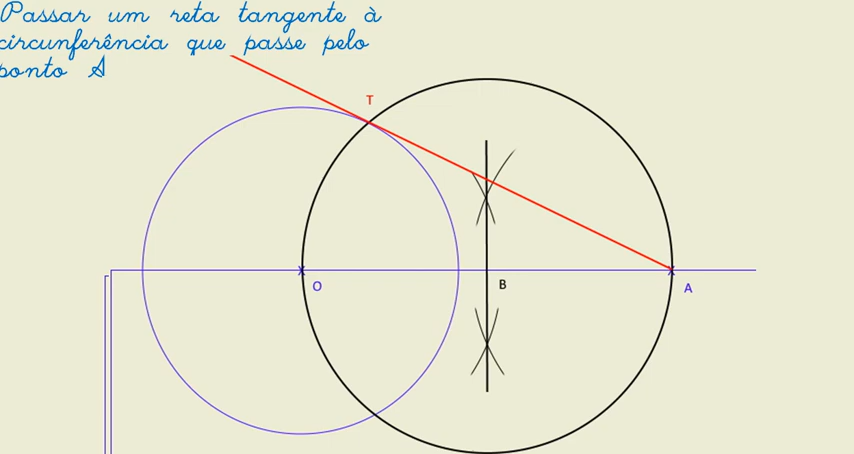 Passar um reta tangente à
circunferência que passe pelo
ponto A
T
O
B
A